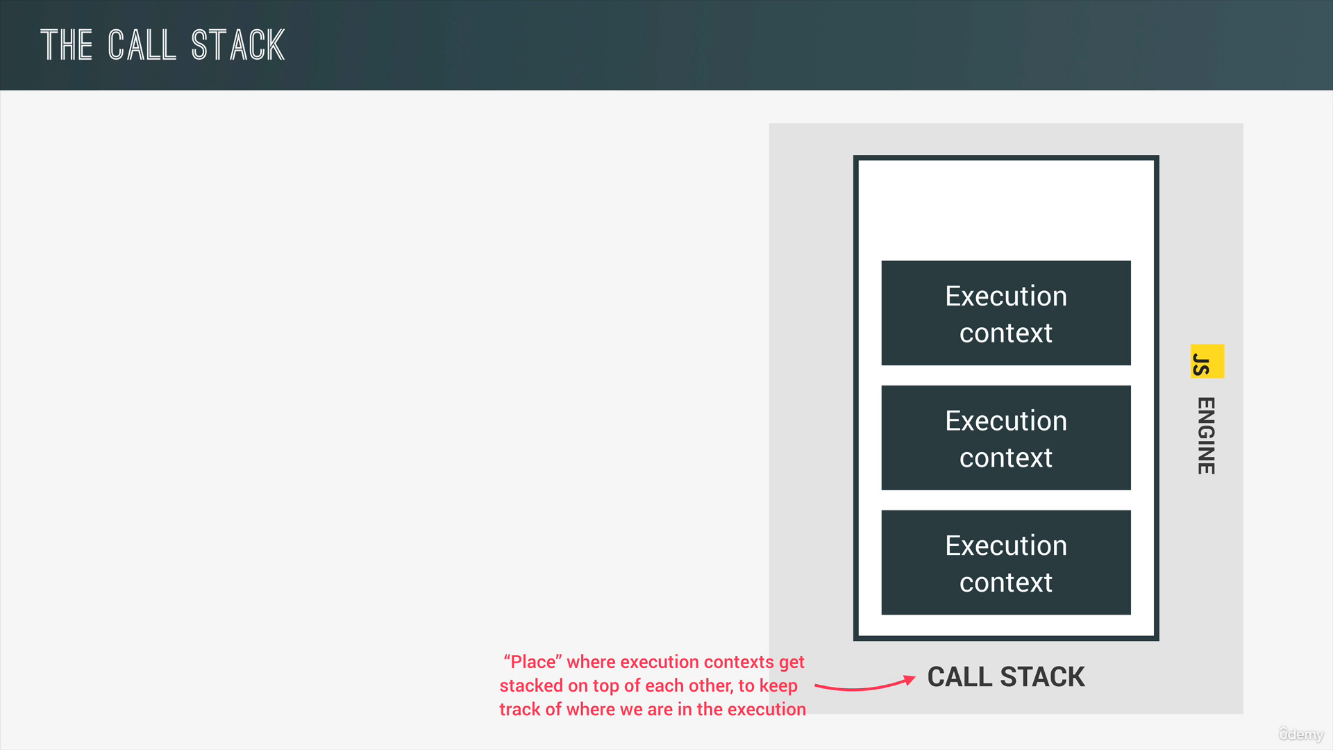 THE CALL STACK
Execution
context
Execution
context
Execution
context
JS ENGINE
“Place” where execution contexts get
stacked on top of each other, to keep
track of where we are in the execution
CALL STACK
ûdemy